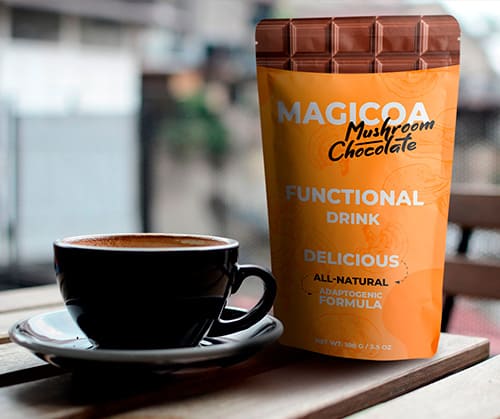 MAGICOA
Mushroom
Chocolate
FUNCTIONAL
DRINK
DELICIOUS
ALL-NATURAL
ADAPTOGENIC
FORMULA
NET WT: 100 G / 3.5 OZ